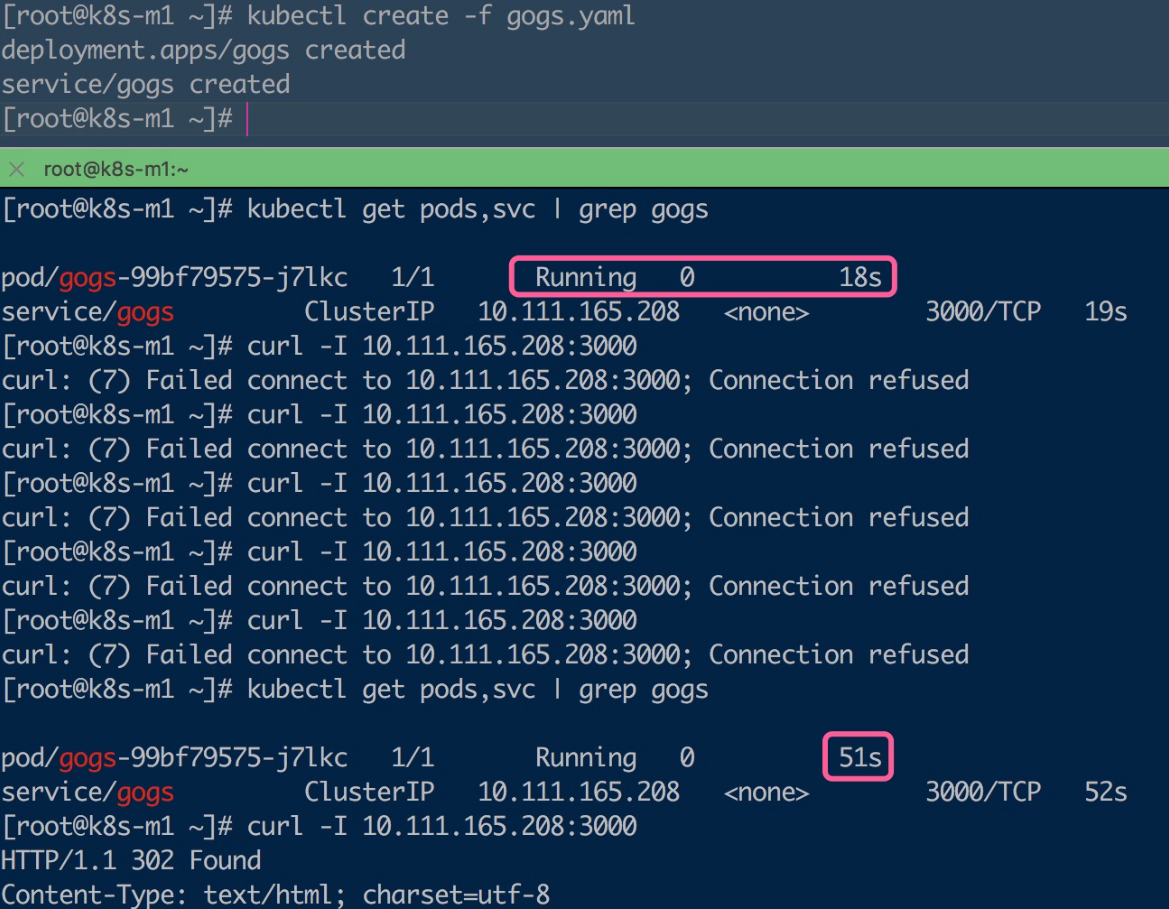 [root@k8s-m1 ~]# kubectl create -f gogs.yaml
deployment.apps/gogs created
service/gogs created
[root@k8s-m1 ~]#
root@k8s-m1:~
[root@k8s-m1 ~]# kubectl get pods,svc | grep gogs
pod/gogs-99bf79575-j7lkc 1/1 Running 0 18s
service/gogs ClusterIP 10.111.165.208 <none> 3000/TCP 19s
[root@k8s-m1 ~]# curl -I 10.111.165.208:3000
curl: (7) Failed connect to 10.111.165.208:3000; Connection refused
[root@k8s-m1 ~]# curl -I 10.111.165.208:3000
curl: (7) Failed connect to 10.111.165.208:3000; Connection refused
[root@k8s-m1 ~]# curl -I 10.111.165.208:3000
curl: (7) Failed connect to 10.111.165.208:3000; Connection refused
[root@k8s-m1 ~]# curl -I 10.111.165.208:3000
curl: (7) Failed connect to 10.111.165.208:3000; Connection refused
[root@k8s-m1 ~]# curl -I 10.111.165.208:3000
curl: (7) Failed connect to 10.111.165.208:3000; Connection refused
[root@k8s-m1 ~]# kubectl get pods,svc | grep gogs
pod/gogs-99bf79575-j7lkc 1/1 Running 0 51s
service/gogs ClusterIP 10.111.165.208 <none> 3000/TCP 52s
[root@k8s-m1 ~]# curl -I 10.111.165.208:3000
HTTP/1.1 302 Found
Content-Type: text/html; charset=utf-8